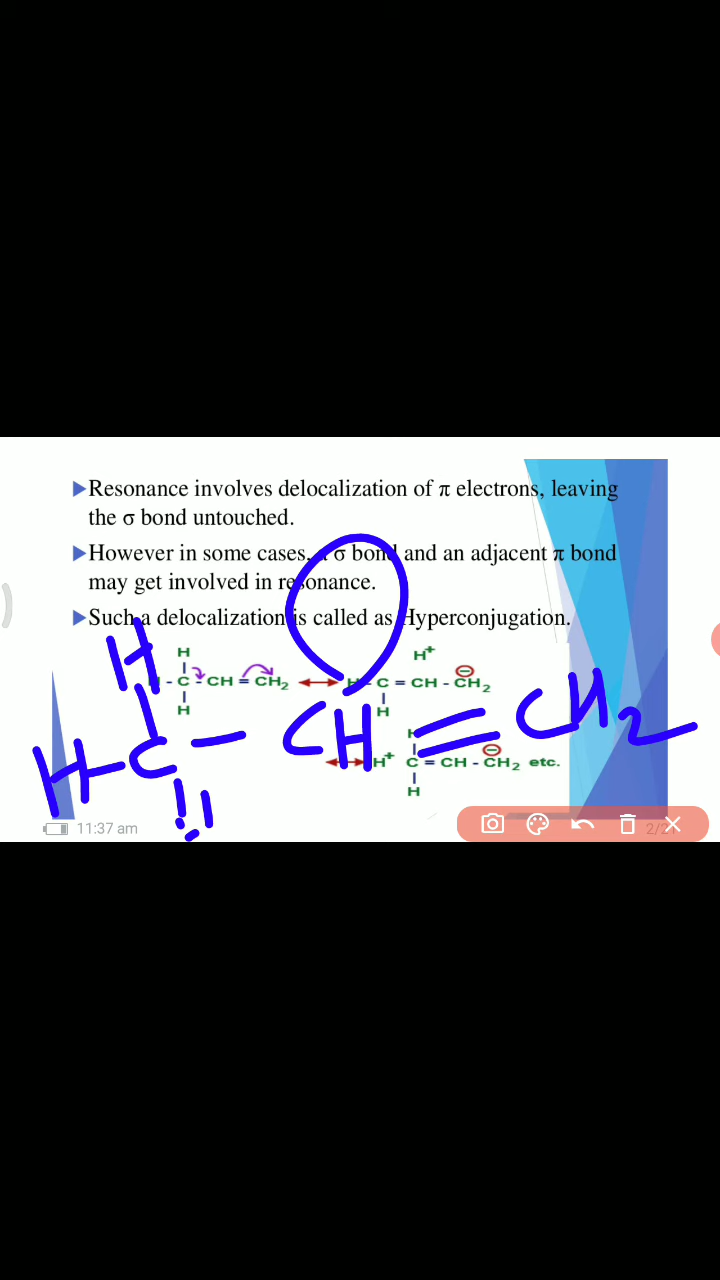 ▶Resonance involves delocalization of π electrons, leaving
the σ bond untouched.
▶However in some cases, a σ bond and an adjacent π bond
may get involved in resonance.
▶Such a delocalization is called as Hyperconjugation.
H H⁺
- C - CH = CH₂ ⟷ H - C = CH - CH₂ ⊖
H H
H
H⁺ C = CH - CH₂ ⊖ etc.
H
H
H - C - CH = CH₂
11:37 am